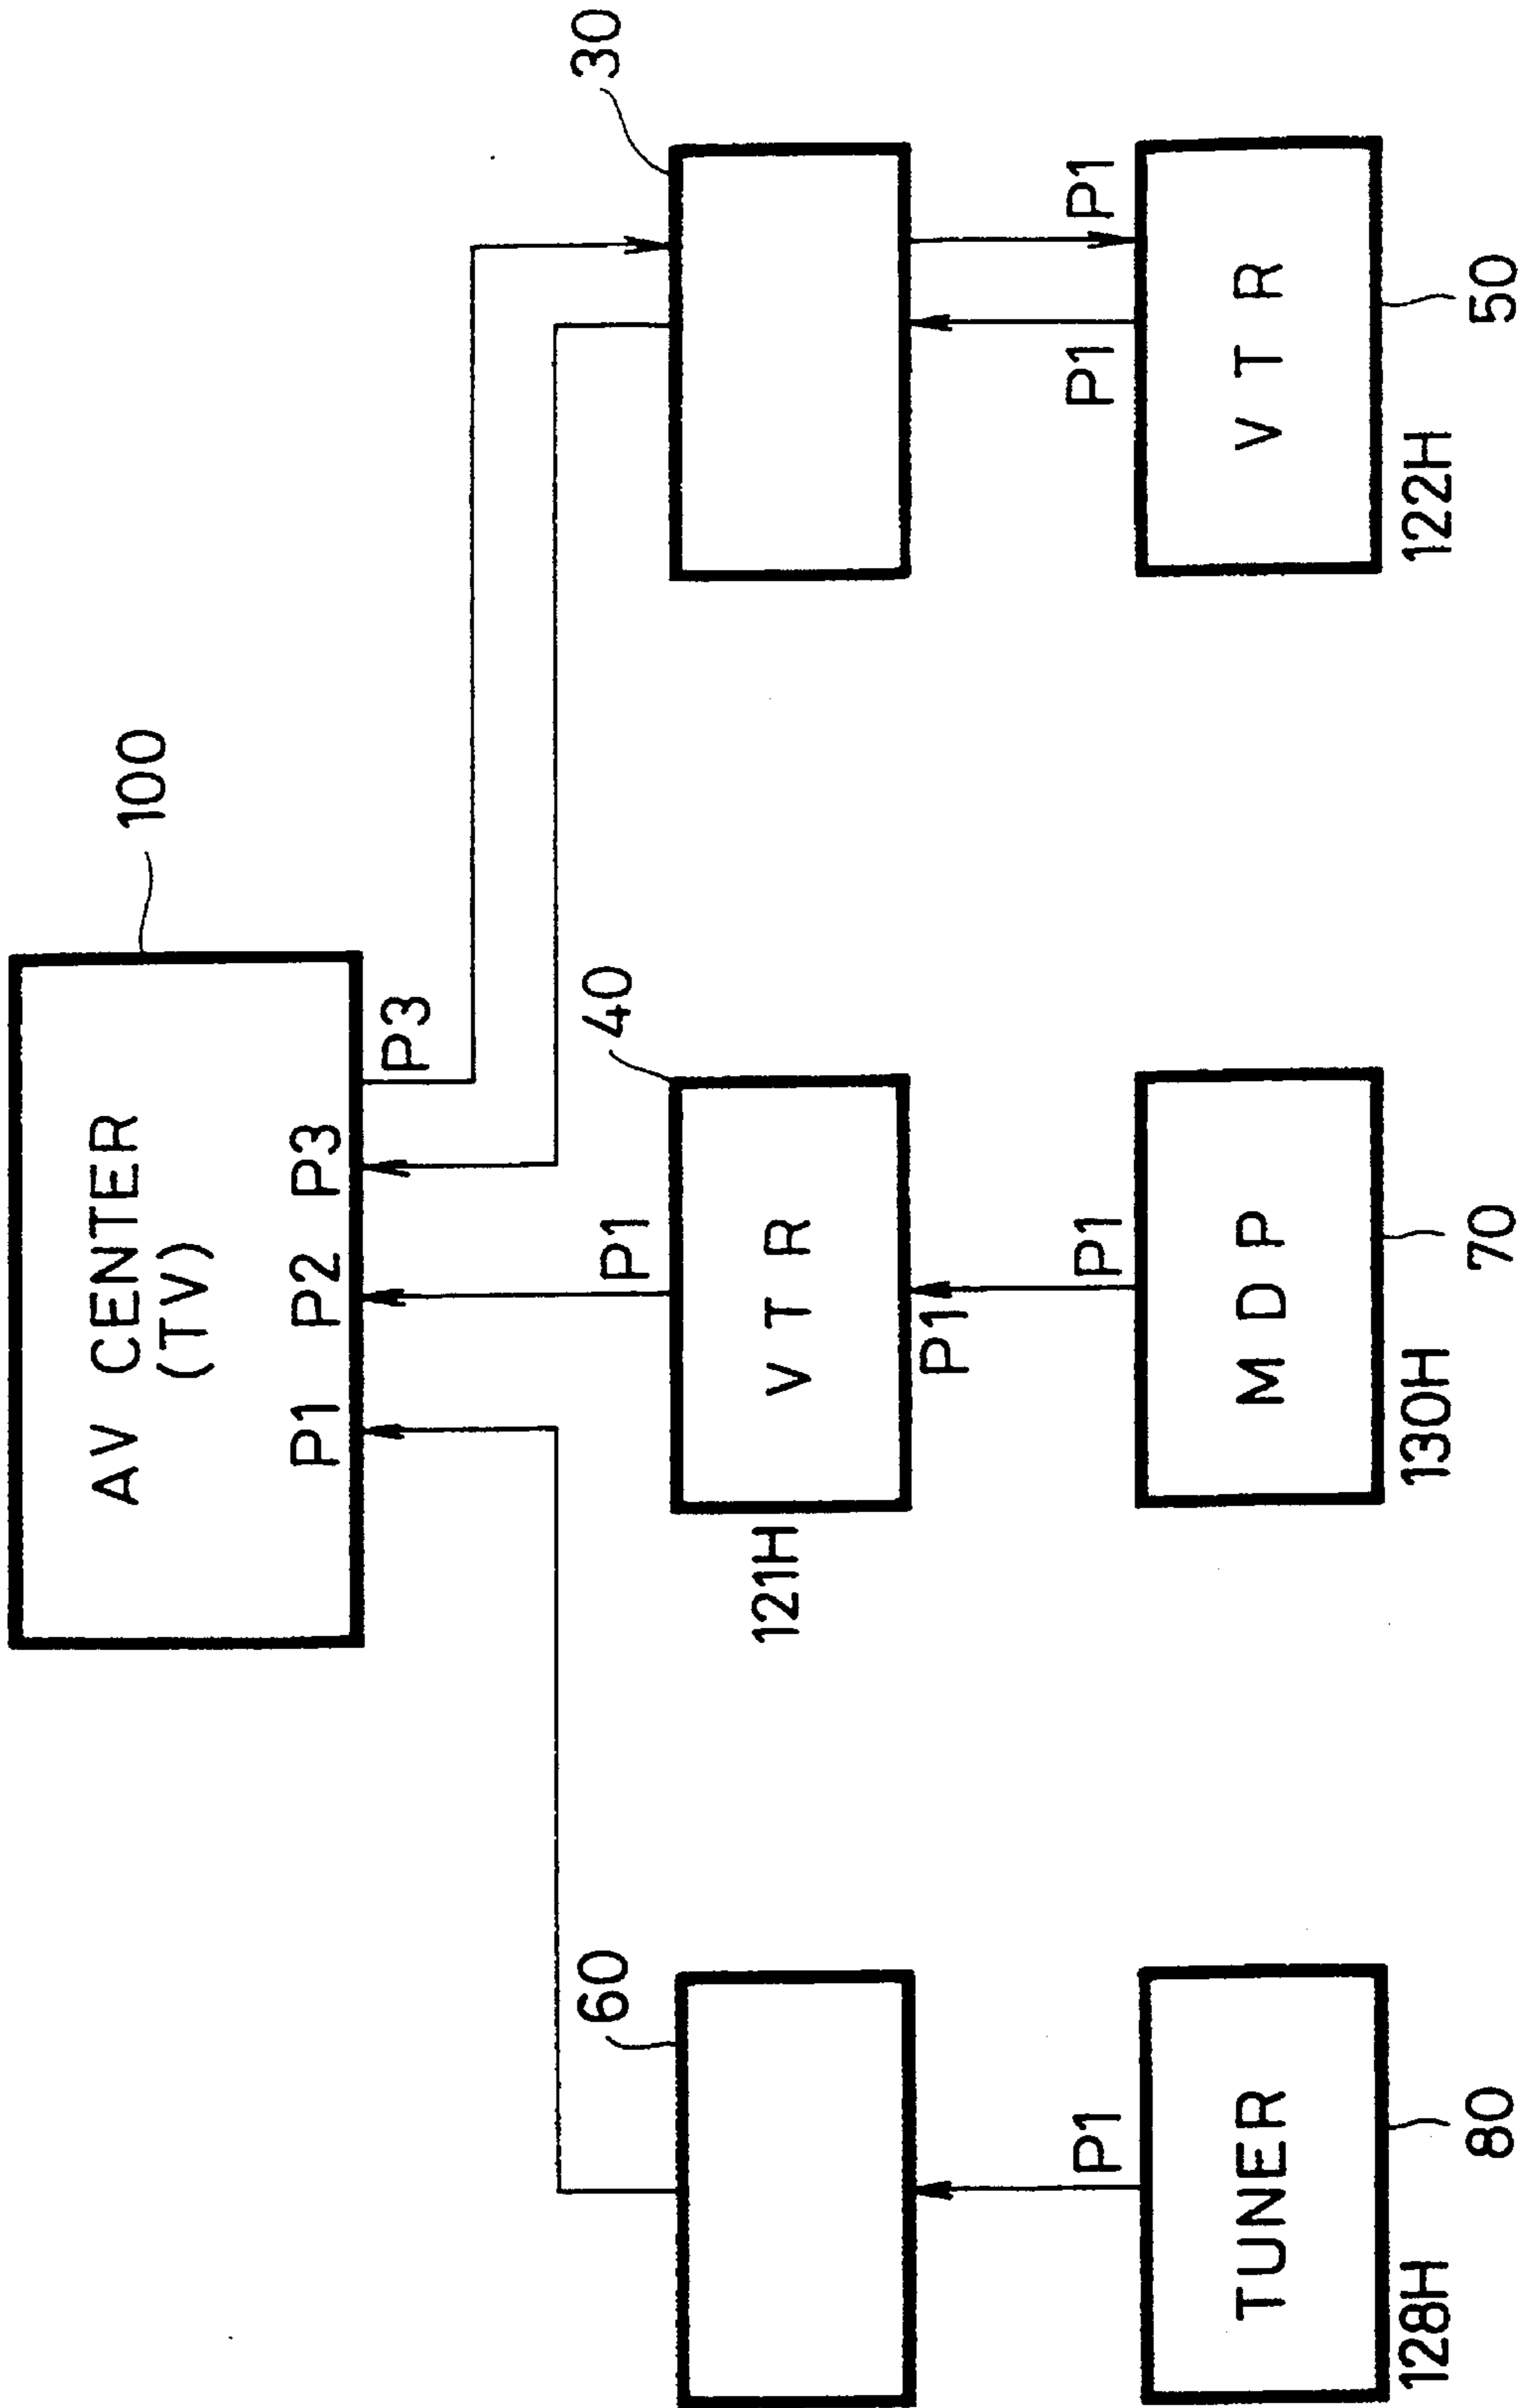 AV CENTER
(TV)
100
P1 P2 P3
P3
60
40
30
P1
121H
V T R
P1
P1
P1
P1
P1
TUNER
M D P
V T R
128H
80
130H
70
122H
50